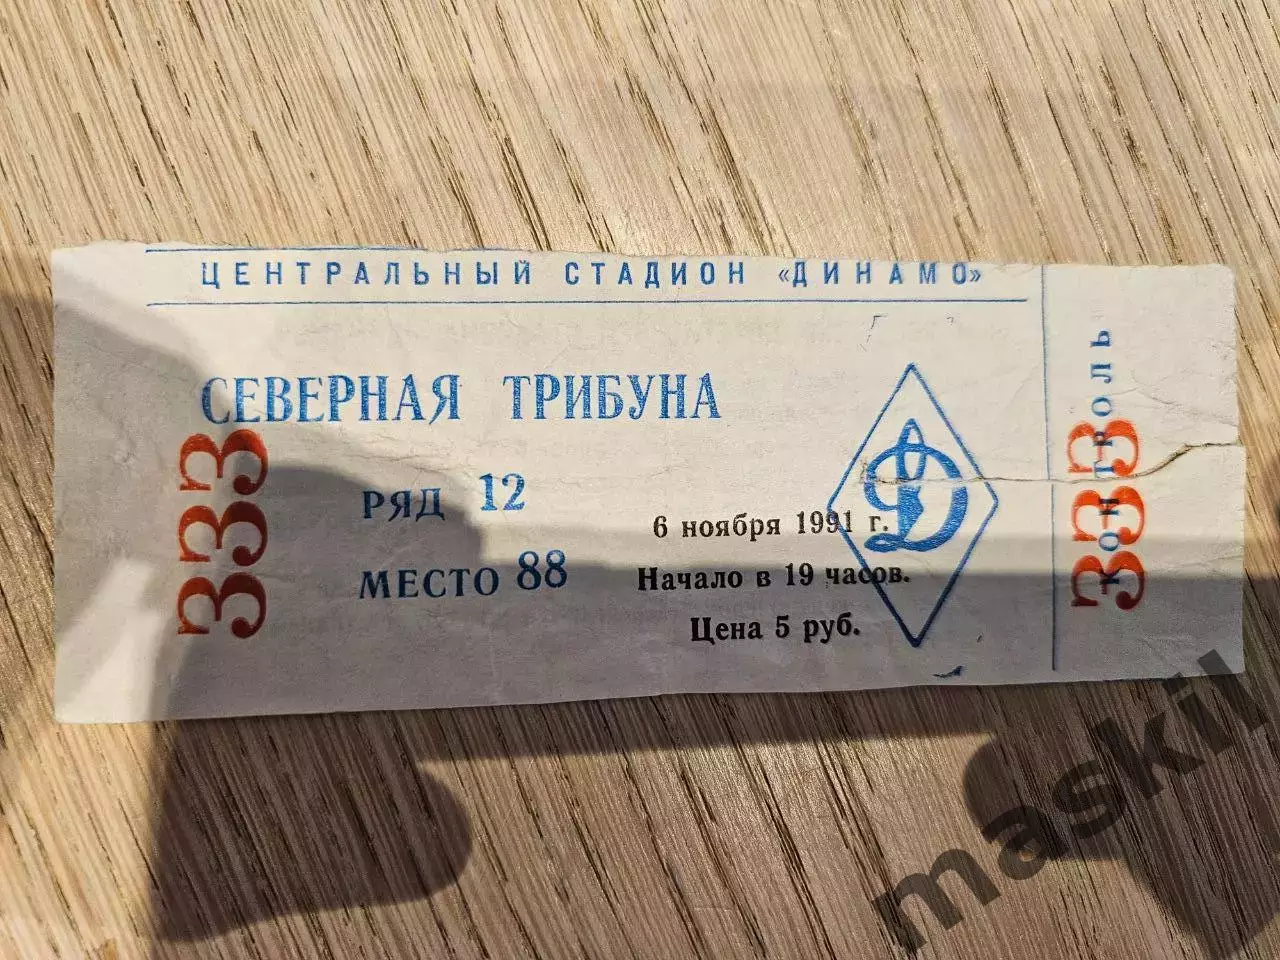 ЦЕНТРАЛЬНЫЙ СТАДИОН «ДИНАМО»
СЕВЕРНАЯ ТРИБУНА
333
РЯД 12
МЕСТО 88
6 ноября 1991 г.
Начало в 19 часов.
Цена 5 руб.
Д
КОНТРОЛЬ
333
maskil